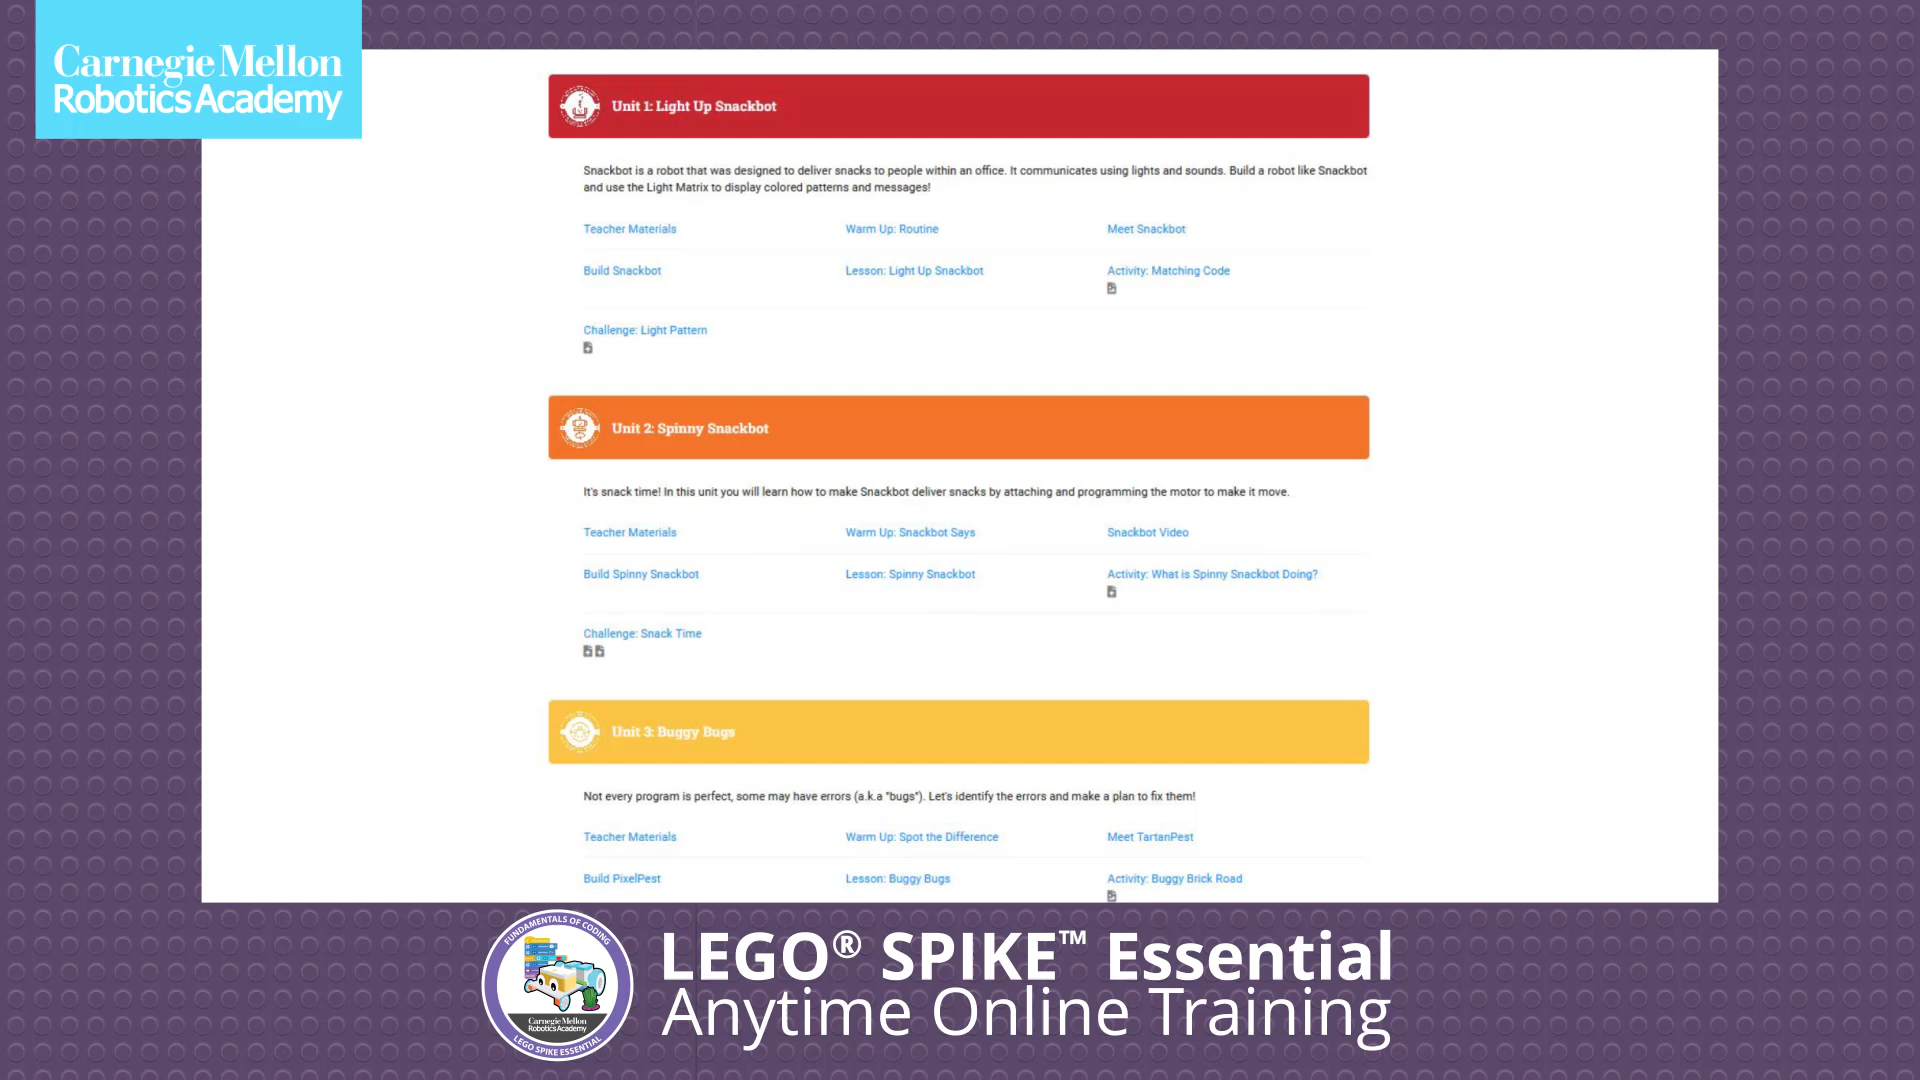 Carnegie Mellon
Robotics Academy
Unit 1: Light Up Snackbot
Snackbot is a robot that was designed to deliver snacks to people within an office. It communicates using lights and sounds. Build a robot like Snackbot
and use the Light Matrix to display colored patterns and messages!
Teacher Materials
Warm Up: Routine
Meet Snackbot
Build Snackbot
Lesson: Light Up Snackbot
Activity: Matching Code
Challenge: Light Pattern
Unit 2: Spinny Snackbot
It's snack time! In this unit you will learn how to make Snackbot deliver snacks by attaching and programming the motor to make it move.
Teacher Materials
Warm Up: Snackbot Says
Snackbot Video
Build Spinny Snackbot
Lesson: Spinny Snackbot
Activity: What is Spinny Snackbot Doing?
Challenge: Snack Time
Unit 3: Buggy Bugs
Not every program is perfect, some may have errors (a.k.a "bugs"). Let's identify the errors and make a plan to fix them!
Teacher Materials
Warm Up: Spot the Difference
Meet TartanPest
Build PixelPest
Lesson: Buggy Bugs
Activity: Buggy Brick Road
FUNDAMENTALS OF CODING
Carnegie Mellon
Robotics Academy
LEGO SPIKE ESSENTIAL
LEGO® SPIKE™ Essential
Anytime Online Training